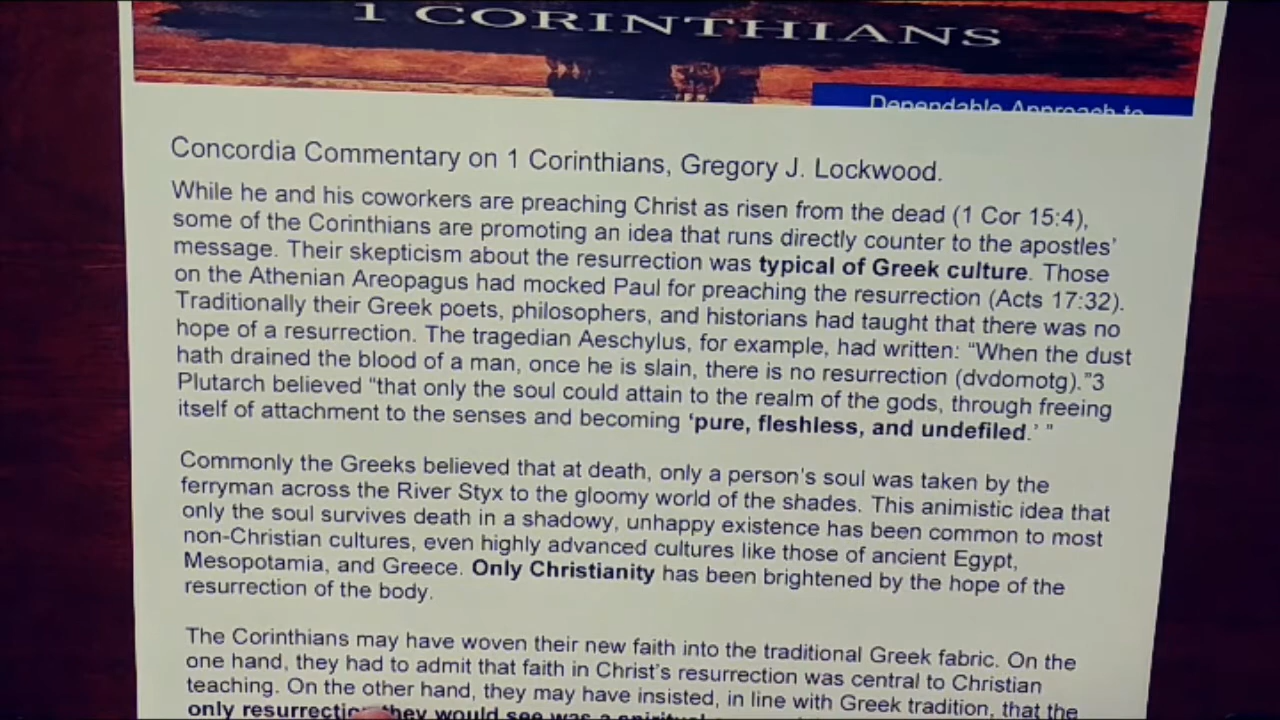 1 CORINTHIANS
Dependable Approach to
Concordia Commentary on 1 Corinthians, Gregory J. Lockwood.
While he and his coworkers are preaching Christ as risen from the dead (1 Cor 15:4),
some of the Corinthians are promoting an idea that runs directly counter to the apostles'
message. Their skepticism about the resurrection was typical of Greek culture. Those
on the Athenian Areopagus had mocked Paul for preaching the resurrection (Acts 17:32).
Traditionally their Greek poets, philosophers, and historians had taught that there was no
hope of a resurrection. The tragedian Aeschylus, for example, had written: “When the dust
hath drained the blood of a man, once he is slain, there is no resurrection (dvdomotg).”3
Plutarch believed “that only the soul could attain to the realm of the gods, through freeing
itself of attachment to the senses and becoming ‘pure, fleshless, and undefiled.’ ”
Commonly the Greeks believed that at death, only a person's soul was taken by the
ferryman across the River Styx to the gloomy world of the shades. This animistic idea that
only the soul survives death in a shadowy, unhappy existence has been common to most
non-Christian cultures, even highly advanced cultures like those of ancient Egypt,
Mesopotamia, and Greece. Only Christianity has been brightened by the hope of the
resurrection of the body.
The Corinthians may have woven their new faith into the traditional Greek fabric. On the
one hand, they had to admit that faith in Christ's resurrection was central to Christian
teaching. On the other hand, they may have insisted, in line with Greek tradition, that the
only resurrection they would see was a spiritual